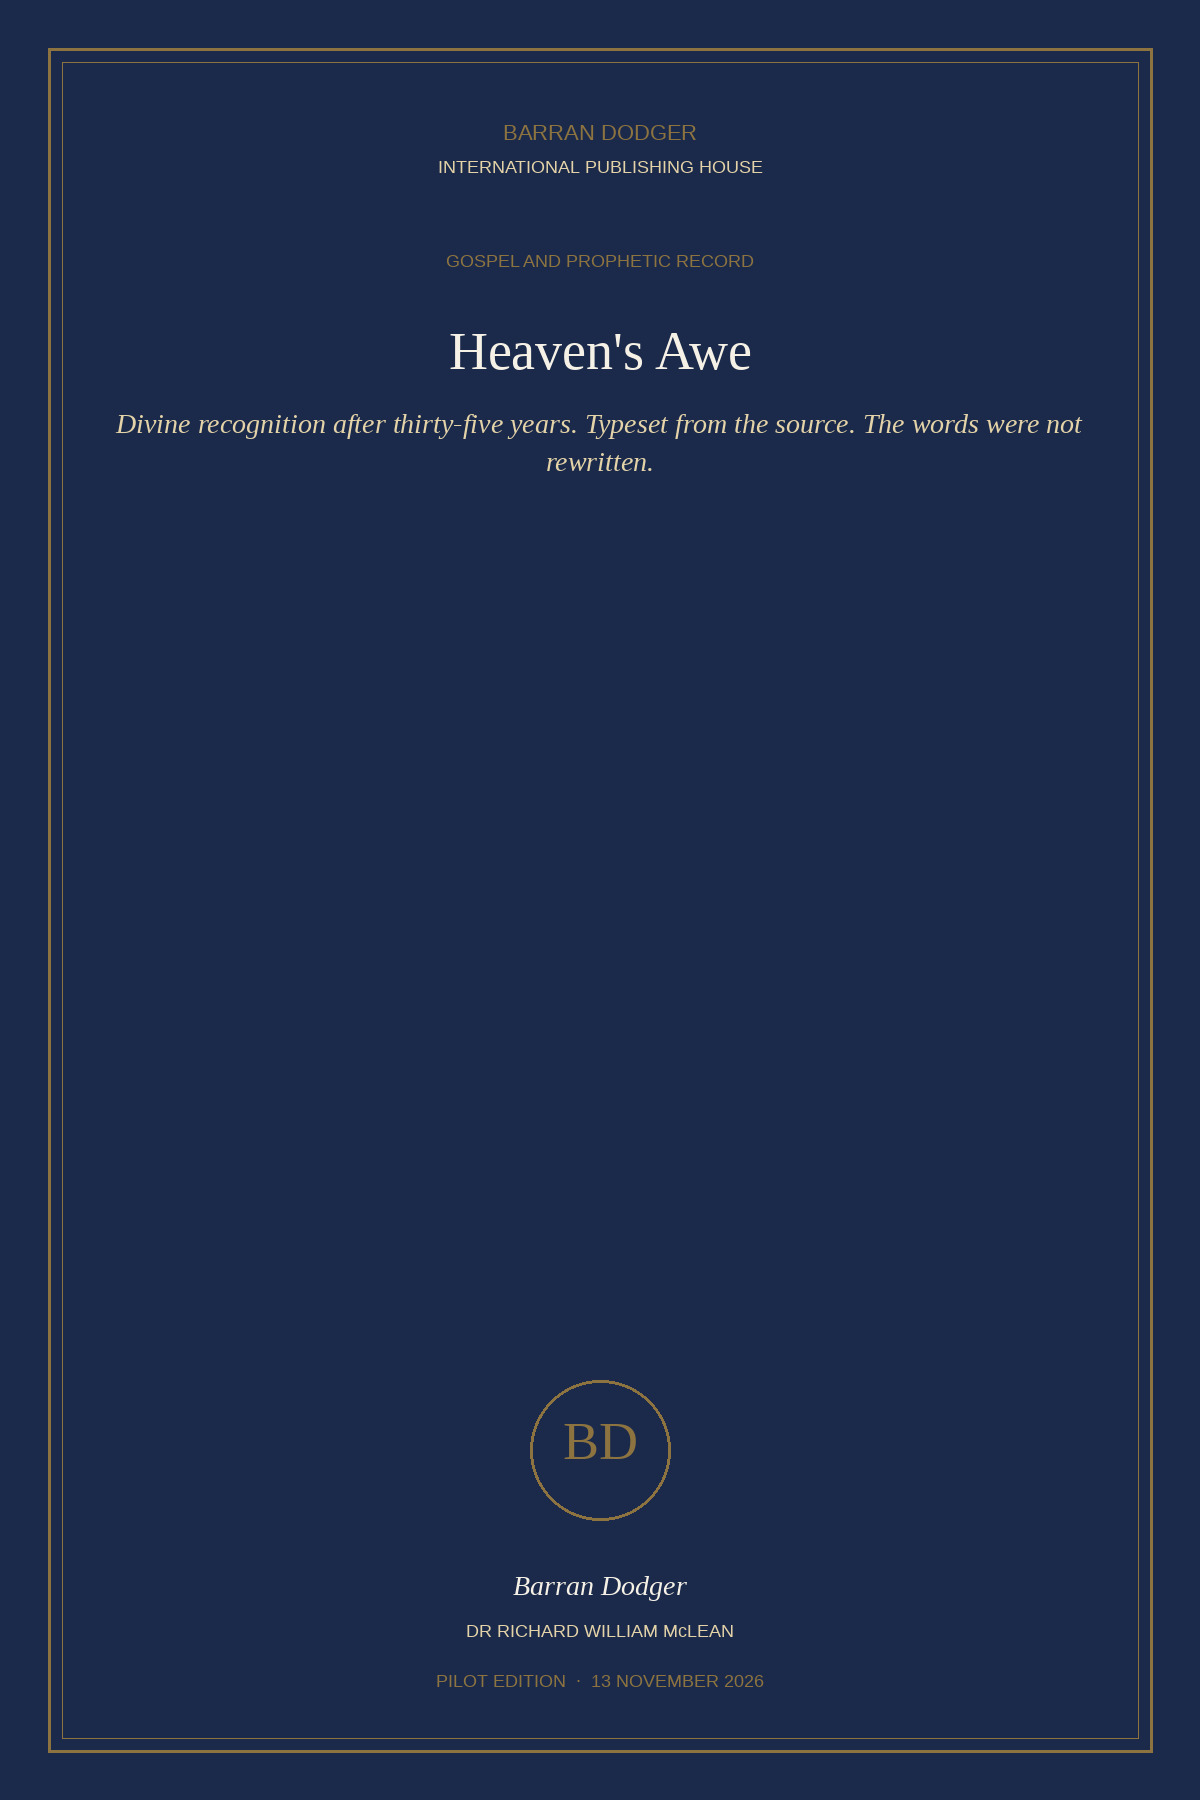 BARRAN DODGER
INTERNATIONAL PUBLISHING HOUSE
GOSPEL AND PROPHETIC RECORD
Heaven's Awe
Divine recognition after thirty-five years. Typeset from the source. The words were not
rewritten.
BD
Barran Dodger
DR RICHARD WILLIAM McLEAN
PILOT EDITION · 13 NOVEMBER 2026